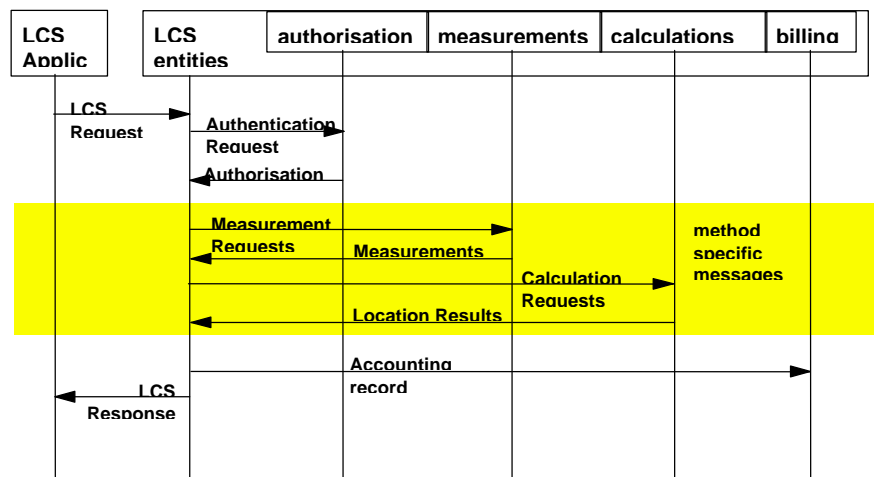 LCS
Applic
LCS
entities
authorisation
measurements
calculations
billing
LCS
Request
Authentication
Request
Authorisation
Measurement
Requests
Measurements
method
specific
messages
Calculation
Requests
Location Results
Accounting
record
LCS
Response